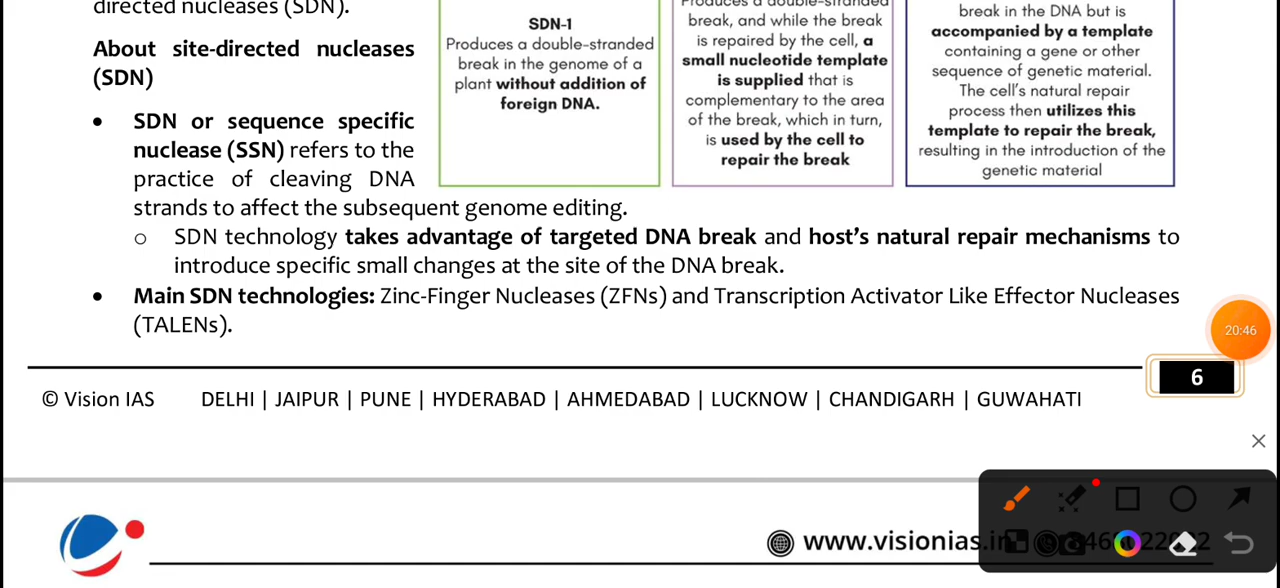 directed nucleases (SDN).
About site-directed nucleases
(SDN)
• SDN or sequence specific
nuclease (SSN) refers to the
practice of cleaving DNA
strands to affect the subsequent genome editing.
o SDN technology takes advantage of targeted DNA break and host's natural repair mechanisms to
introduce specific small changes at the site of the DNA break.
• Main SDN technologies: Zinc-Finger Nucleases (ZFNs) and Transcription Activator Like Effector Nucleases
(TALENs).
SDN-1
Produces a double-stranded
break in the genome of a
plant without addition of
foreign DNA.
Produces a double-stranded
break, and while the break
is repaired by the cell, a
small nucleotide template
is supplied that is
complementary to the area
of the break, which in turn,
is used by the cell to
repair the break
break in the DNA but is
accompanied by a template
containing a gene or other
sequence of genetic material.
The cell's natural repair
process then utilizes this
template to repair the break,
resulting in the introduction of the
genetic material
20:46
6
© Vision IAS DELHI | JAIPUR | PUNE | HYDERABAD | AHMEDABAD | LUCKNOW | CHANDIGARH | GUWAHATI
www.visionias.in